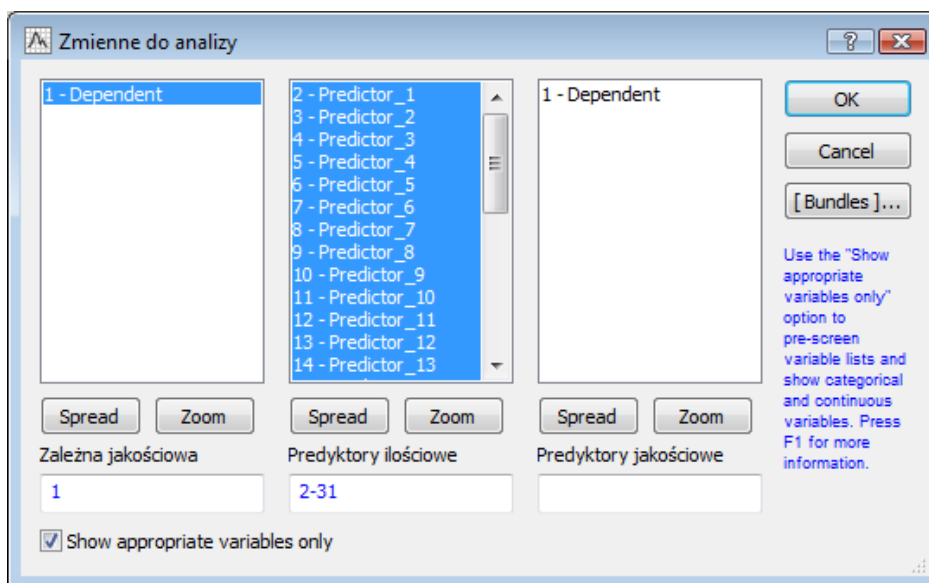 Zmienne do analizy
1 - Dependent
2 - Predictor_1
3 - Predictor_2
4 - Predictor_3
5 - Predictor_4
6 - Predictor_5
7 - Predictor_6
8 - Predictor_7
9 - Predictor_8
10 - Predictor_9
11 - Predictor_10
12 - Predictor_11
13 - Predictor_12
14 - Predictor_13
1 - Dependent
OK
Cancel
[ Bundles ]...
Use the "Show
appropriate
variables only"
option to
pre-screen
variable lists and
show categorical
and continuous
variables. Press
F1 for more
information.
Spread
Zoom
Spread
Zoom
Spread
Zoom
Zależna jakościowa
Predyktory ilościowe
Predyktory jakościowe
1
2-31
Show appropriate variables only